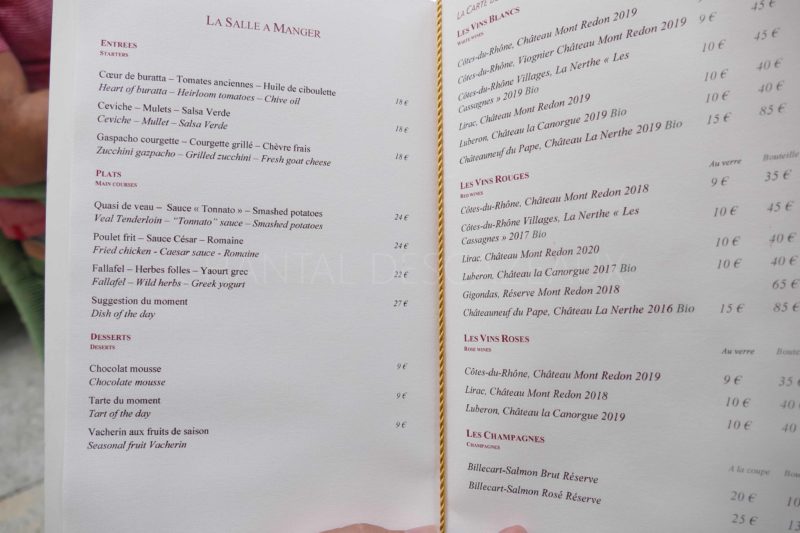 LA SALLE A MANGER
ENTREES
STARTERS
Cœur de buratta – Tomates anciennes – Huile de ciboulette
Heart of buratta - Heirloom tomatoes - Chive oil 18 €
Ceviche – Mulets – Salsa Verde
Ceviche – Mullet – Salsa Verde 18 €
Gaspacho courgette – Courgette grillé – Chèvre frais
Zucchini gazpacho - Grilled zucchini – Fresh goat cheese 18 €
PLATS
MAIN COURSES
Quasi de veau – Sauce « Tonnato » – Smashed potatoes
Veal Tenderloin – "Tonnato" sauce – Smashed potatoes 24 €
Poulet frit – Sauce César – Romaine
Fried chicken - Caesar sauce - Romaine 24 €
Fallafel – Herbes folles – Yaourt grec
Fallafel – Wild herbs – Greek yogurt 22 €
Suggestion du moment
Dish of the day 27 €
DESSERTS
DESERTS
Chocolat mousse 9 €
Chocolate mousse
Tarte du moment 9 €
Tart of the day
Vacherin aux fruits de saison 9 €
Seasonal fruit Vacherin
LA CARTE
LES VINS BLANCS
WHITE WINES
Côtes-du-Rhône, Château Mont Redon 2019 9 €
Côtes-du-Rhône, Viognier Château Mont Redon 2019 45 €
Côtes-du-Rhône Villages, La Nerthe « Les 10 €
Cassagnes » 2019 Bio 45 €
Lirac, Château Mont Redon 2019 10 € 40 €
Luberon, Château la Canorgue 2019 Bio 10 € 40 €
Châteauneuf du Pape, Château La Nerthe 2019 Bio 15 € 85 €
LES VINS ROUGES Au verre Bouteille
RED WINES
Côtes-du-Rhône, Château Mont Redon 2018 9 € 35 €
Côtes-du-Rhône Villages, La Nerthe « Les
Cassagnes » 2017 Bio 10 € 45 €
Lirac, Château Mont Redon 2020 10 € 40 €
Luberon, Château la Canorgue 2017 Bio 10 € 40 €
Gigondas, Réserve Mont Redon 2018 65 €
Châteauneuf du Pape, Château La Nerthe 2016 Bio 15 € 85 €
LES VINS ROSES Au verre
ROSE WINES
Côtes-du-Rhône, Château Mont Redon 2019 9 € 35
Lirac, Château Mont Redon 2018 10 € 40
Luberon, Château la Canorgue 2019 10 € 40
LES CHAMPAGNES
CHAMPAGNES
A la coupe
Billecart-Salmon Brut Réserve 20 €
Billecart-Salmon Rosé Réserve 25 €